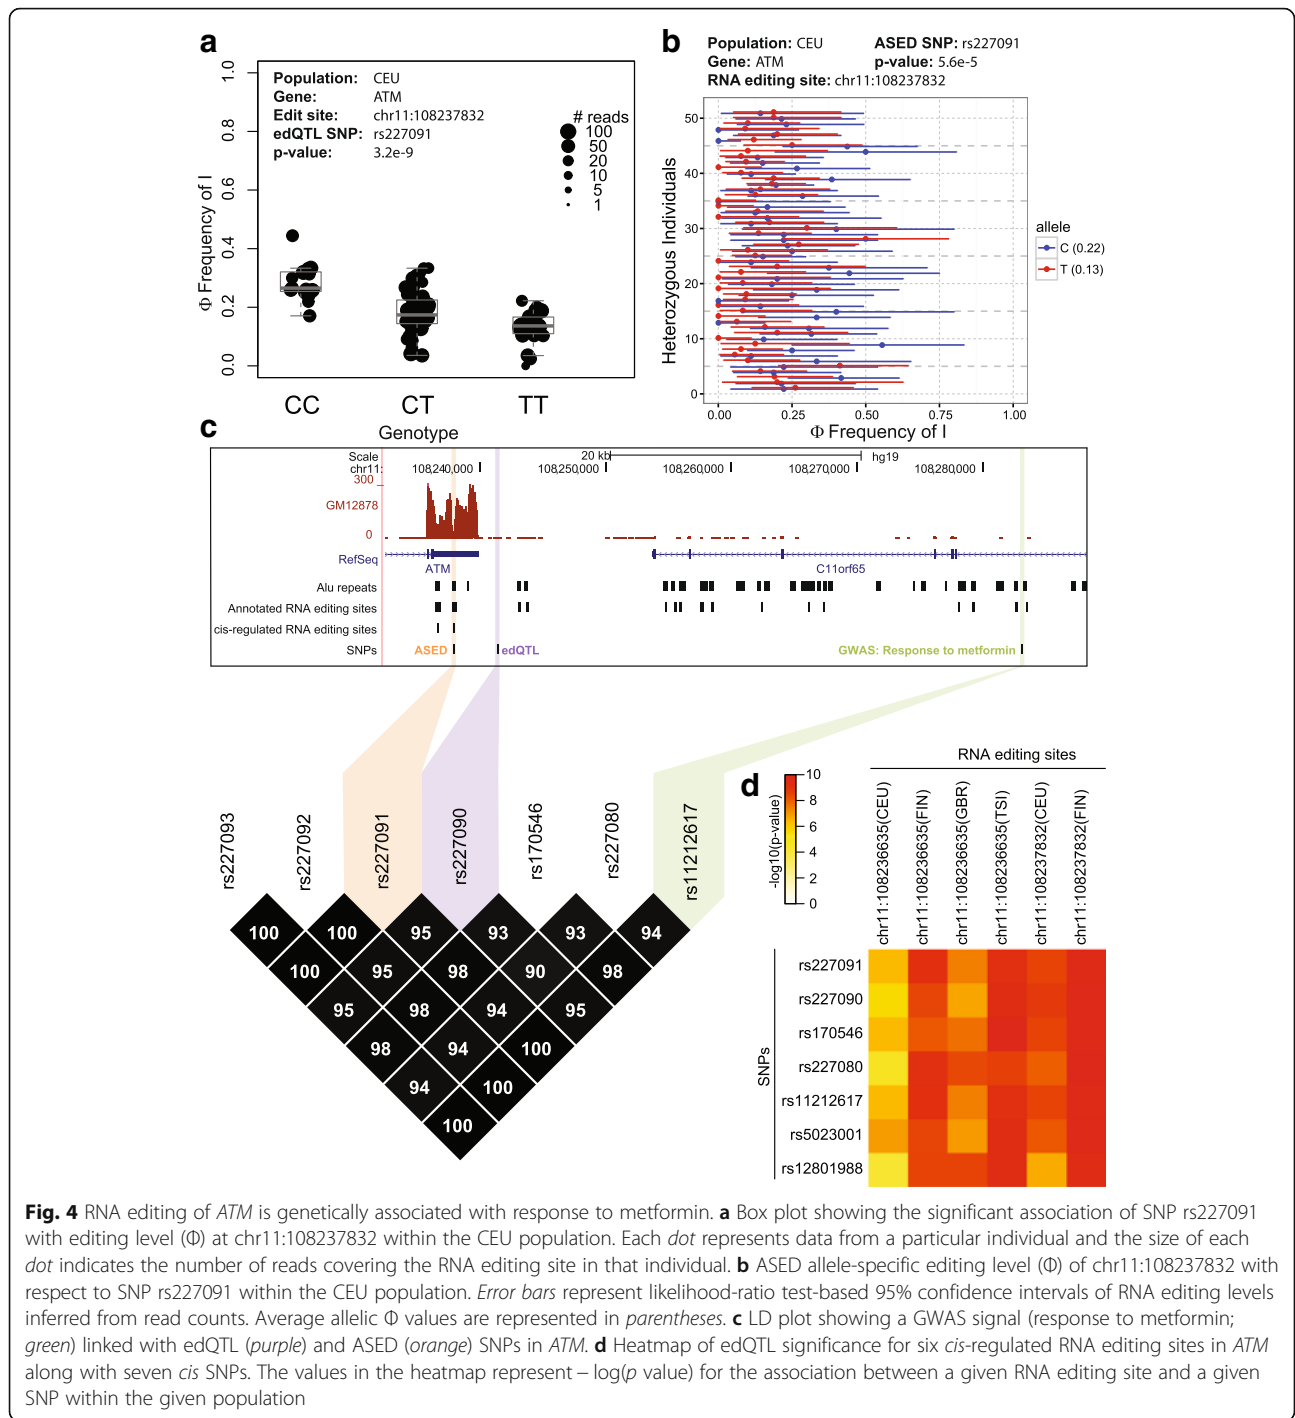 a
Population: CEU
Gene: ATM
Edit site: chr11:108237832
edQTL SNP: rs227091
p-value: 3.2e-9
# reads
100
50
20
10
5
1
1.0
0.8
0.6
0.4
0.2
0.0
Φ Frequency of I
CC CT TT
Genotype
b
Population: CEU ASED SNP: rs227091
Gene: ATM p-value: 5.6e-5
RNA editing site: chr11:108237832
50
40
30
20
10
0
Heterozygous Individuals
0.00 0.25 0.50 0.75 1.00
Φ Frequency of I
allele
C (0.22)
T (0.13)
c
Scale 20 kb hg19
chr11: 108,240,000 108,250,000 108,260,000 108,270,000 108,280,000
300
GM12878
0
RefSeq
ATM C11orf65
Alu repeats
Annotated RNA editing sites
cis-regulated RNA editing sites
SNPs ASED edQTL GWAS: Response to metformin
rs227093 rs227092 rs227091 rs227090 rs170546 rs227080 rs11212617
100 100 95 93 93 94
100 95 98 90 98
95 98 94 95
98 94 100
94 100
100
d
RNA editing sites
-log10(p-value)
10
8
6
4
2
0
chr11:108236635(CEU) chr11:108236635(FIN) chr11:108236635(GBR) chr11:108236635(TSI) chr11:108237832(CEU) chr11:108237832(FIN)
SNPs
rs227091
rs227090
rs170546
rs227080
rs11212617
rs5023001
rs12801988
Fig. 4 RNA editing of ATM is genetically associated with response to metformin. a Box plot showing the significant association of SNP rs227091
with editing level (Φ) at chr11:108237832 within the CEU population. Each dot represents data from a particular individual and the size of each
dot indicates the number of reads covering the RNA editing site in that individual. b ASED allele-specific editing level (Φ) of chr11:108237832 with
respect to SNP rs227091 within the CEU population. Error bars represent likelihood-ratio test-based 95% confidence intervals of RNA editing levels
inferred from read counts. Average allelic Φ values are represented in parentheses. c LD plot showing a GWAS signal (response to metformin;
green) linked with edQTL (purple) and ASED (orange) SNPs in ATM. d Heatmap of edQTL significance for six cis-regulated RNA editing sites in ATM
along with seven cis SNPs. The values in the heatmap represent – log(p value) for the association between a given RNA editing site and a given
SNP within the given population